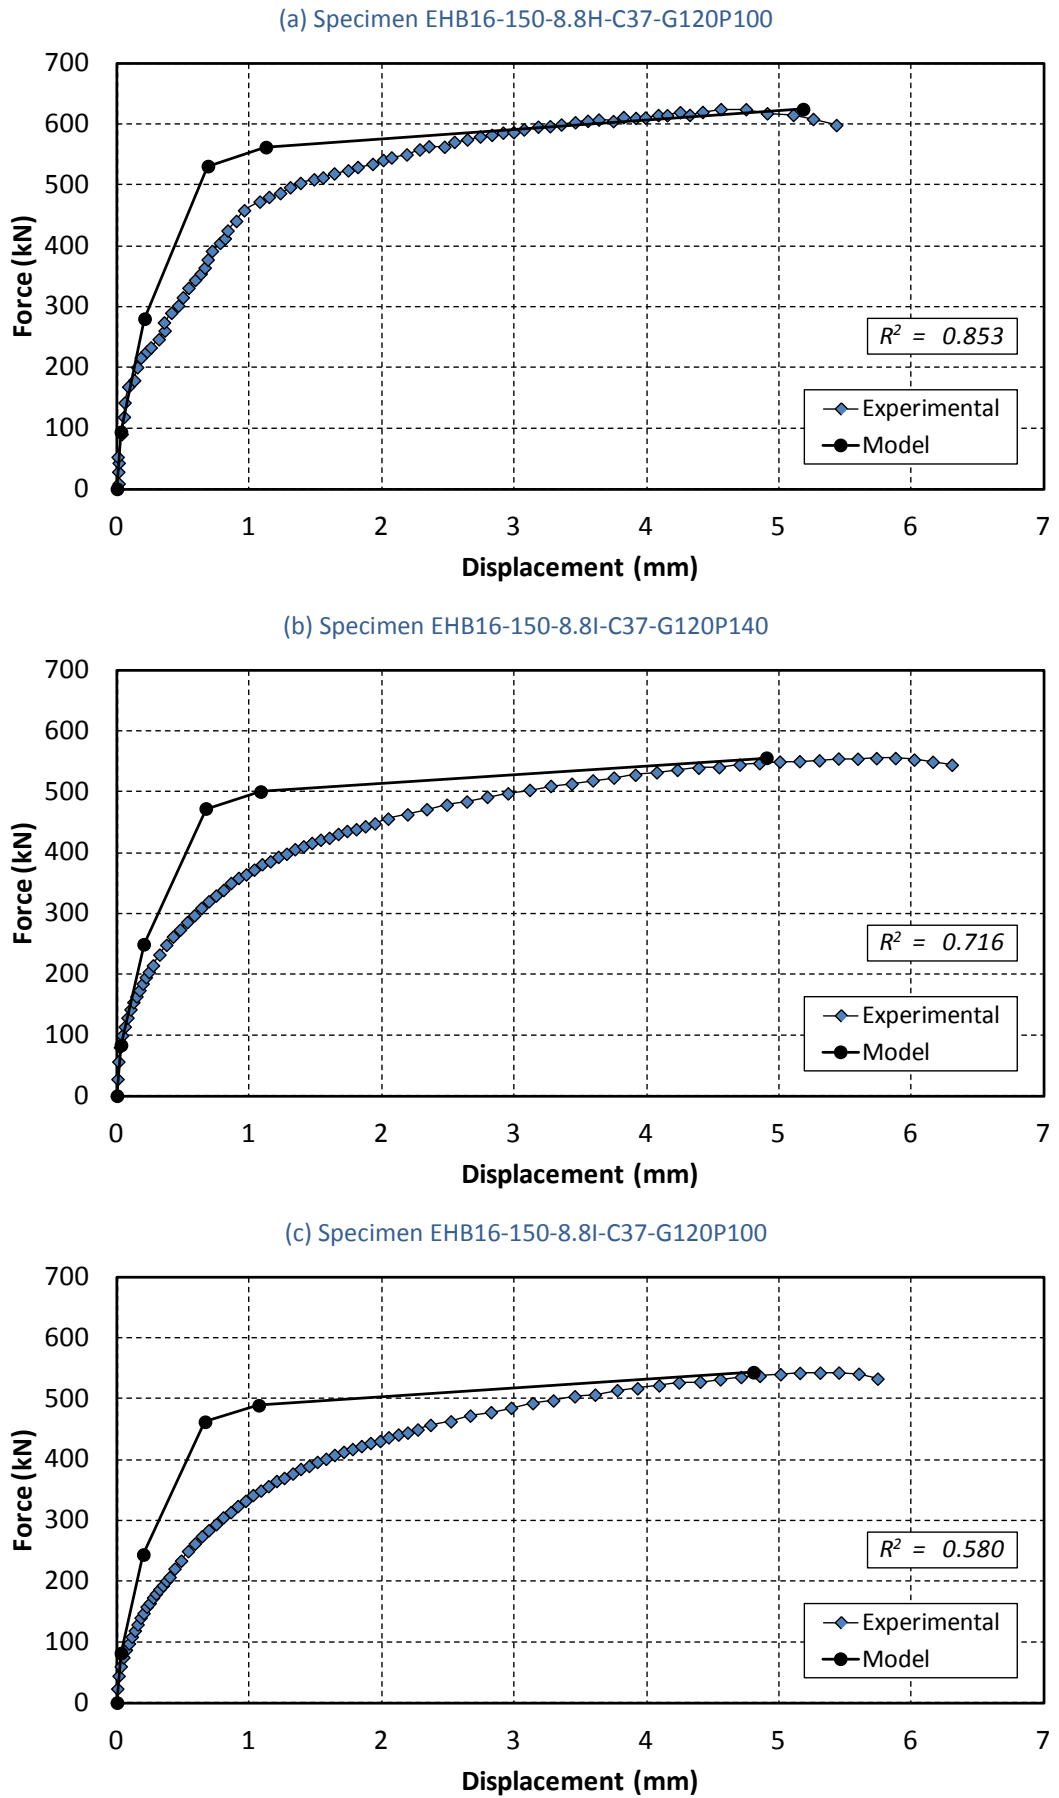 (a) Specimen EHB16-150-8.8H-C37-G120P100
700
600
500
400
300
200
100
0
Force (kN)
R² = 0.853
Experimental
Model
0 1 2 3 4 5 6 7
Displacement (mm)
(b) Specimen EHB16-150-8.8I-C37-G120P140
700
600
500
400
300
200
100
0
Force (kN)
R² = 0.716
Experimental
Model
0 1 2 3 4 5 6 7
Displacement (mm)
(c) Specimen EHB16-150-8.8I-C37-G120P100
700
600
500
400
300
200
100
0
Force (kN)
R² = 0.580
Experimental
Model
0 1 2 3 4 5 6 7
Displacement (mm)